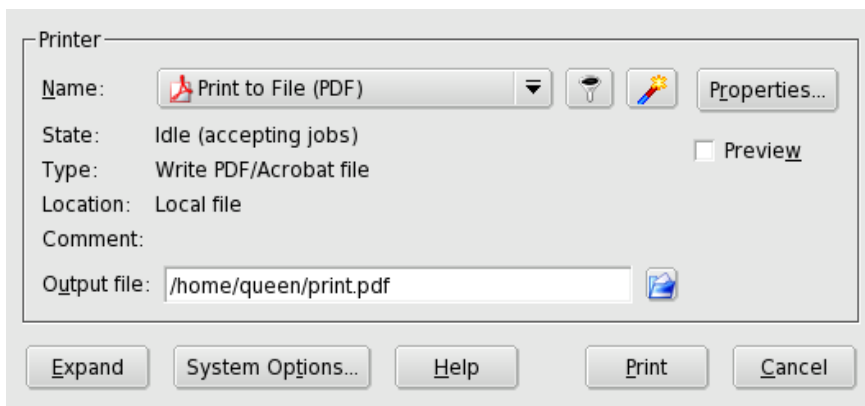 Printer
Name: Print to File (PDF) Properties...
State: Idle (accepting jobs)
Preview
Type: Write PDF/Acrobat file
Location: Local file
Comment:
Output file: /home/queen/print.pdf
Expand System Options... Help Print Cancel